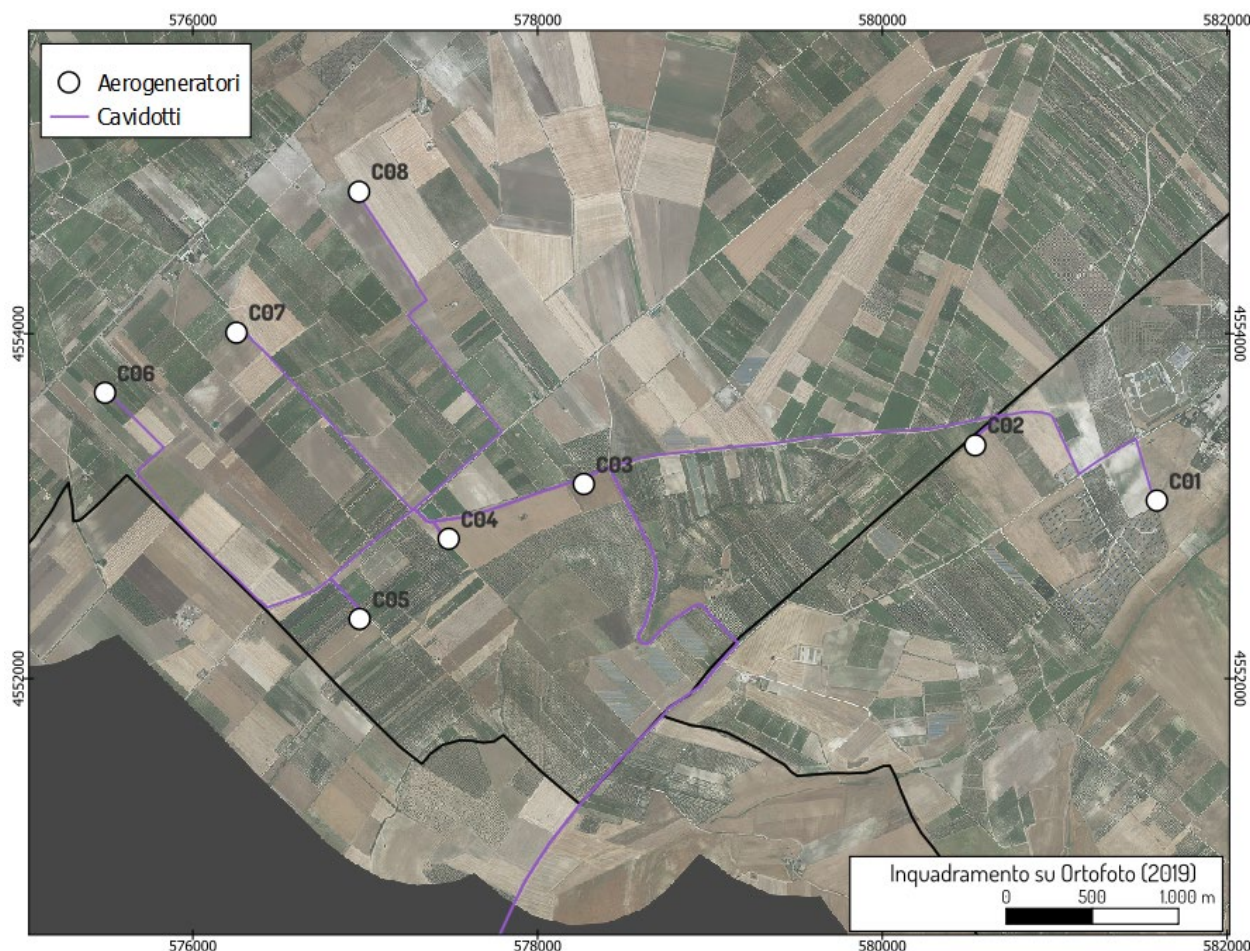 576000 578000 580000 582000
Aerogeneratori
Cavidotti
C08
C07
4554000 4554000
C06
C02
C03
C01
C04
C05
4552000 4552000
Inquadramento su Ortofoto (2019)
0 500 1.000 m
576000 578000 580000 582000